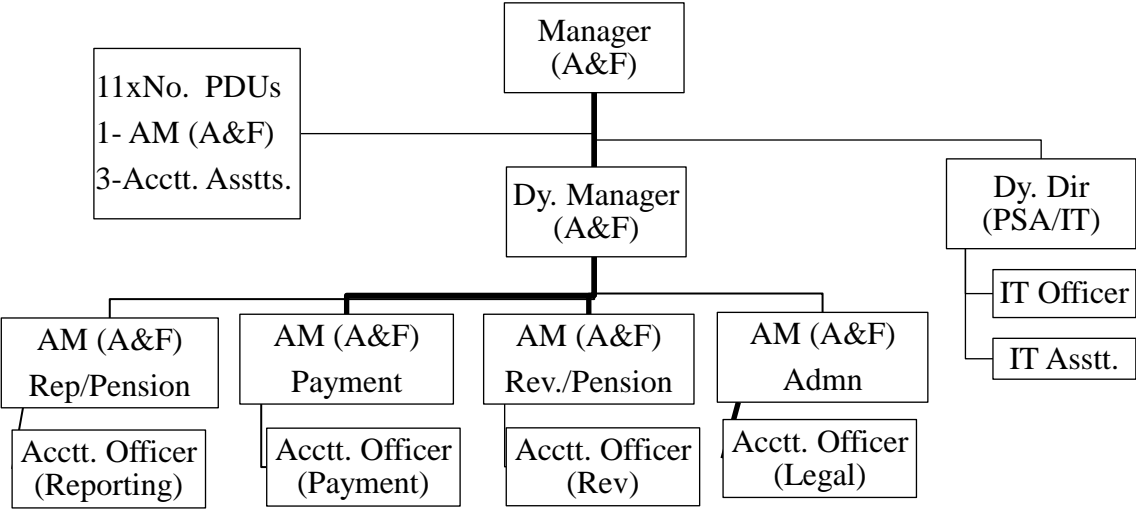 Manager
(A&F)
11xNo. PDUs
1- AM (A&F)
3-Acctt. Asstts.
Dy. Manager
(A&F)
Dy. Dir
(PSA/IT)
IT Officer
IT Asstt.
AM (A&F)
Rep/Pension
AM (A&F)
Payment
AM (A&F)
Rev./Pension
AM (A&F)
Admn
Acctt. Officer
(Reporting)
Acctt. Officer
(Payment)
Acctt. Officer
(Rev)
Acctt. Officer
(Legal)